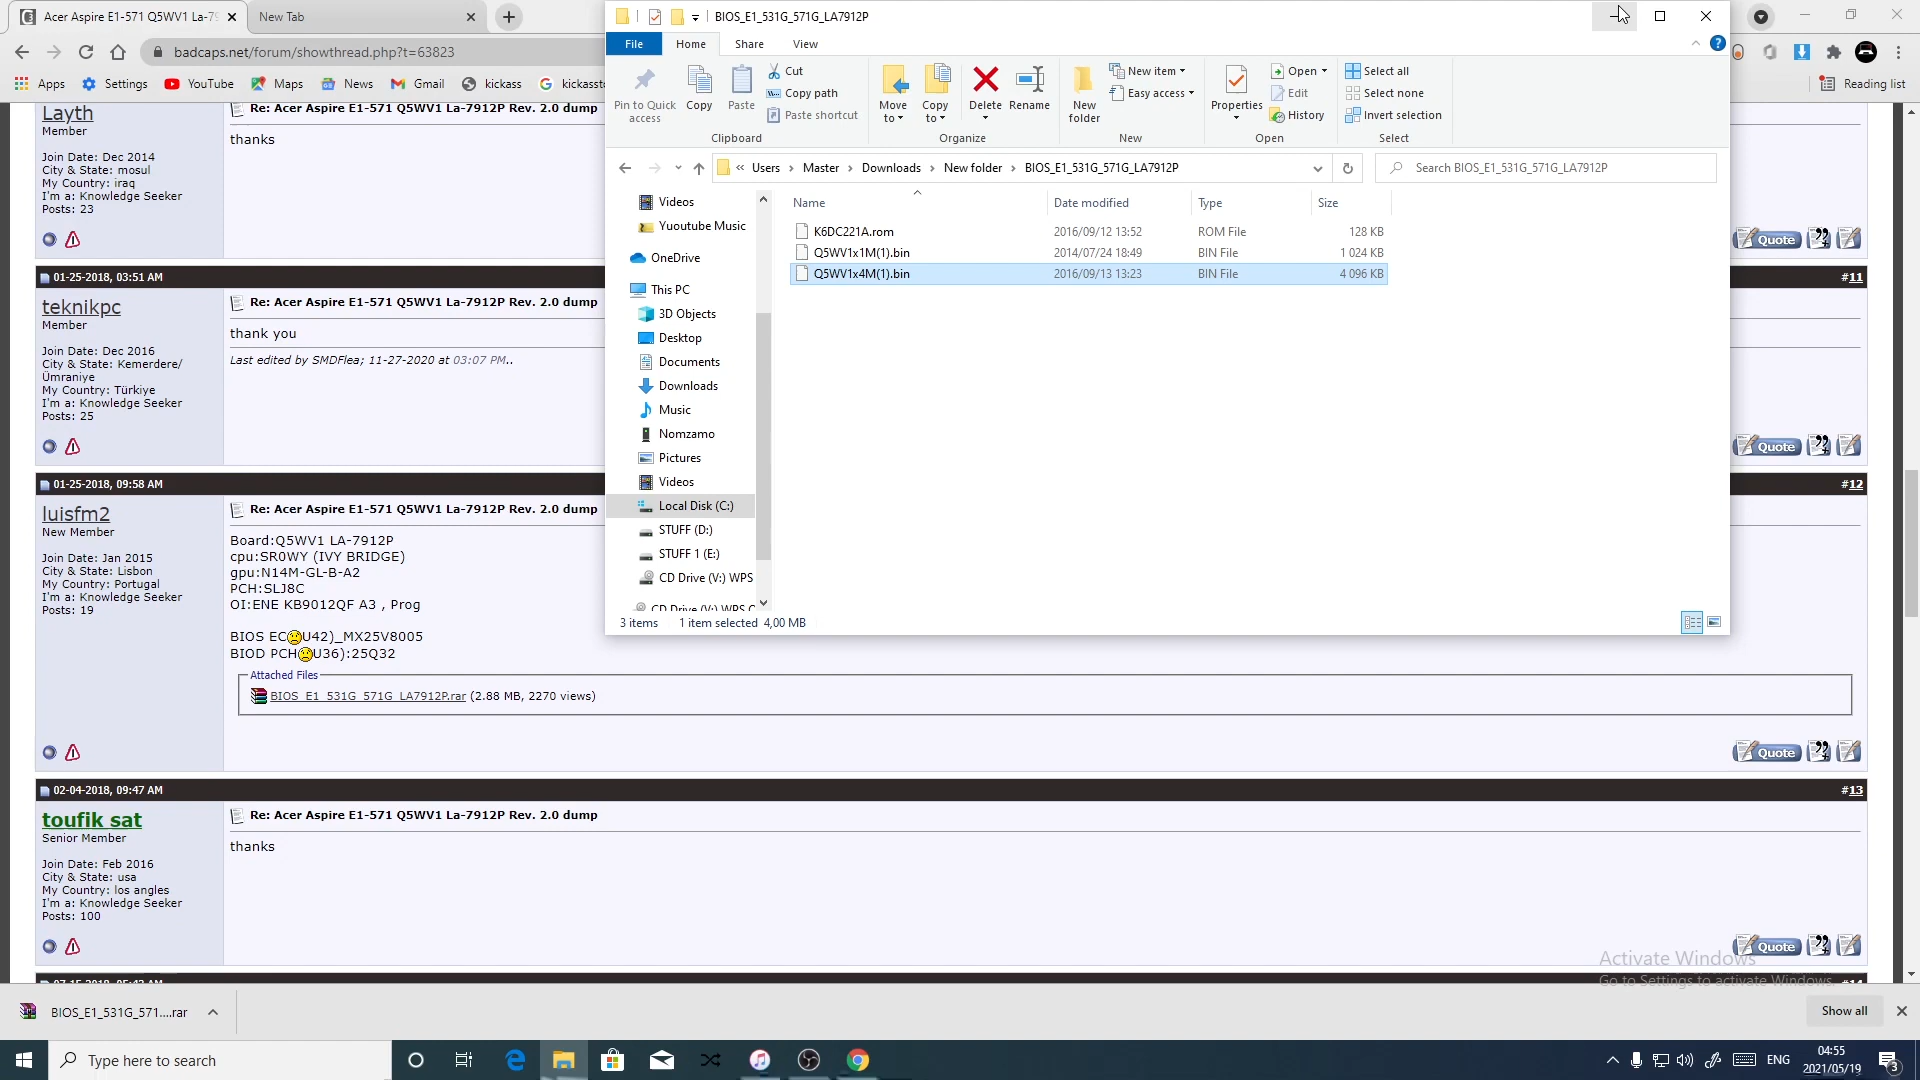 Acer Aspire E1-571 Q5WV1 La-7
New Tab
badcaps.net/forum/showthread.php?t=63823
Apps
Settings
YouTube
Maps
News
Gmail
kickass
kickassto
Reading list
BIOS_E1_531G_571G_LA7912P
File
Home
Share
View
Pin to Quick access
Copy
Paste
Cut
Copy path
Paste shortcut
Clipboard
Move to
Copy to
Delete
Rename
Organize
New folder
New item
Easy access
New
Properties
Open
Edit
History
Open
Select all
Select none
Invert selection
Select
« Users › Master › Downloads › New folder › BIOS_E1_531G_571G_LA7912P
Search BIOS_E1_531G_571G_LA7912P
Videos
Yuoutube Music
OneDrive
This PC
3D Objects
Desktop
Documents
Downloads
Music
Nomzamo
Pictures
Videos
Local Disk (C:)
STUFF (D:)
STUFF 1 (E:)
CD Drive (V:) WPS
CD Drive (V:) WPS O
Name Date modified Type Size
K6DC221A.rom 2016/09/12 13:52 ROM File 128 KB
Q5WV1x1M(1).bin 2014/07/24 18:49 BIN File 1 024 KB
Q5WV1x4M(1).bin 2016/09/13 13:23 BIN File 4 096 KB
3 items 1 item selected 4,00 MB
Layth
Member
Join Date: Dec 2014
City & State: mosul
My Country: iraq
I'm a: Knowledge Seeker
Posts: 23
Re: Acer Aspire E1-571 Q5WV1 La-7912P Rev. 2.0 dump
thanks
Quote
01-25-2018, 03:51 AM
#11
teknikpc
Member
Join Date: Dec 2016
City & State: Kemerdere/
Ümraniye
My Country: Türkiye
I'm a: Knowledge Seeker
Posts: 25
Re: Acer Aspire E1-571 Q5WV1 La-7912P Rev. 2.0 dump
thank you
Last edited by SMDFlea; 11-27-2020 at 03:07 PM..
Quote
01-25-2018, 09:58 AM
#12
luisfm2
New Member
Join Date: Jan 2015
City & State: Lisbon
My Country: Portugal
I'm a: Knowledge Seeker
Posts: 19
Re: Acer Aspire E1-571 Q5WV1 La-7912P Rev. 2.0 dump
Board:Q5WV1 LA-7912P
cpu:SR0WY (IVY BRIDGE)
gpu:N14M-GL-B-A2
PCH:SLJ8C
OI:ENE KB9012QF A3 , Prog
BIOS EC U42)_MX25V8005
BIOD PCH U36):25Q32
Attached Files
BIOS_E1_531G_571G_LA7912P.rar (2.88 MB, 2270 views)
Quote
02-04-2018, 09:47 AM
#13
toufik sat
Senior Member
Join Date: Feb 2016
City & State: usa
My Country: los angles
I'm a: Knowledge Seeker
Posts: 100
Re: Acer Aspire E1-571 Q5WV1 La-7912P Rev. 2.0 dump
thanks
Quote
Activate Windows
Go to Settings to activate Windows.
BIOS_E1_531G_571....rar
Show all
Type here to search
ENG
04:55
2021/05/19
3